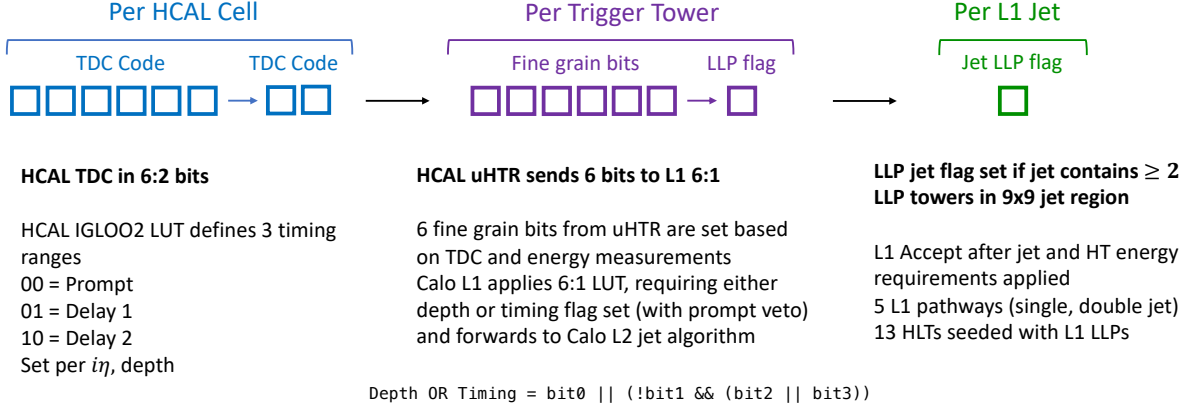 Per HCAL Cell
TDC Code
TDC Code
HCAL TDC in 6:2 bits
HCAL IGLOO2 LUT defines 3 timing
ranges
00 = Prompt
01 = Delay 1
10 = Delay 2
Set per iη, depth
Per Trigger Tower
Fine grain bits
LLP flag
HCAL uHTR sends 6 bits to L1 6:1
6 fine grain bits from uHTR are set based
on TDC and energy measurements
Calo L1 applies 6:1 LUT, requiring either
depth or timing flag set (with prompt veto)
and forwards to Calo L2 jet algorithm
Per L1 Jet
Jet LLP flag
LLP jet flag set if jet contains ≥ 2
LLP towers in 9x9 jet region
L1 Accept after jet and HT energy
requirements applied
5 L1 pathways (single, double jet)
13 HLTs seeded with L1 LLPs
Depth OR Timing = bit0 || (!bit1 && (bit2 || bit3))